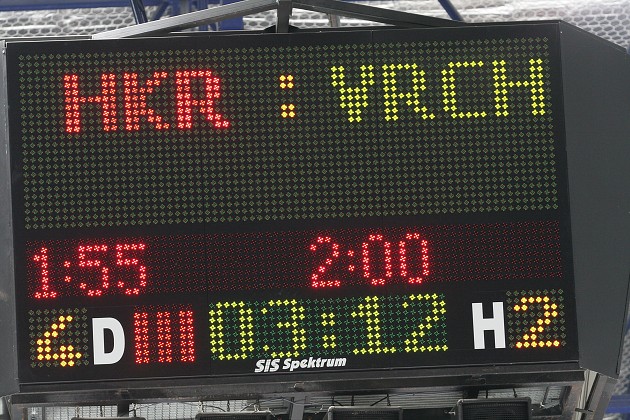 HKR : VRCH
1:55 2:00
4 D III 03:12 H 2
SIS Spektrum